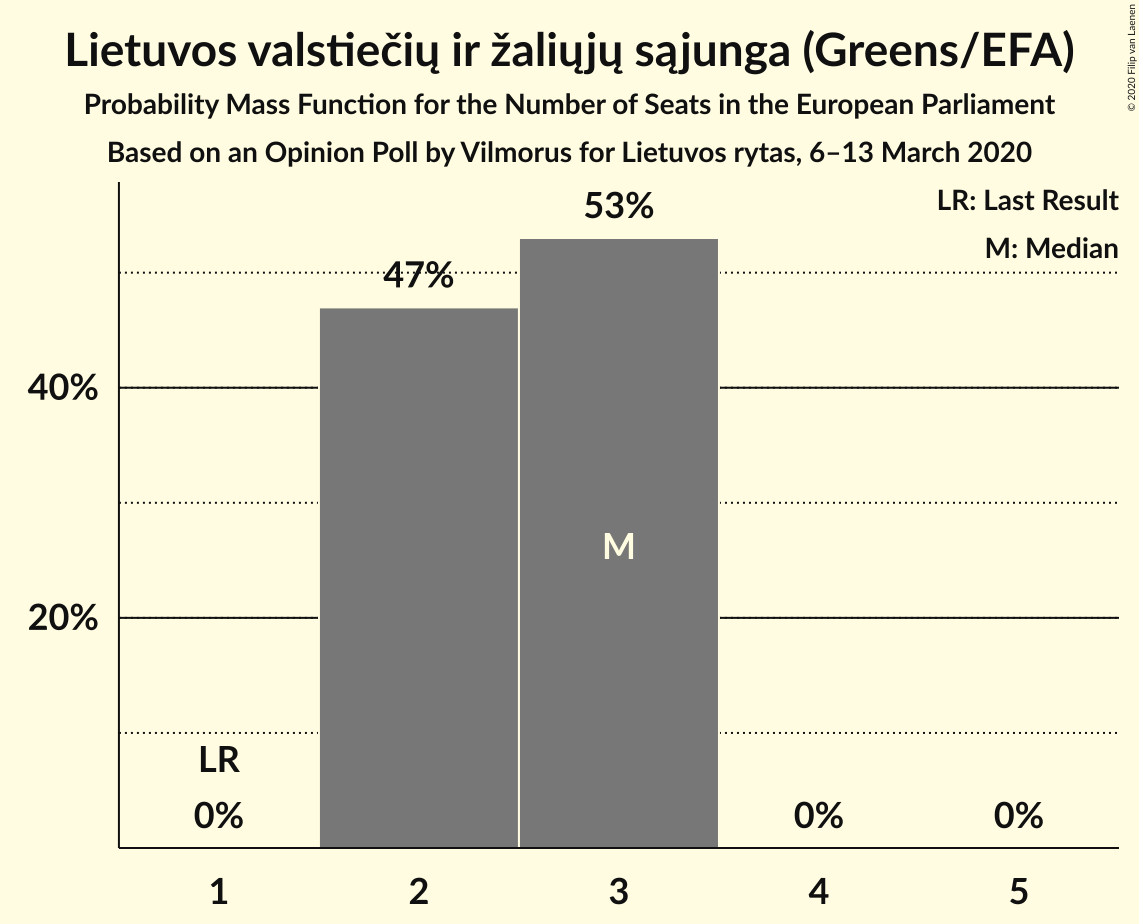 Lietuvos valstiečių ir žaliųjų sąjunga (Greens/EFA)
Probability Mass Function for the Number of Seats in the European Parliament
Based on an Opinion Poll by Vilmorus for Lietuvos rytas, 6–13 March 2020
© 2020 Filip van Laenen
LR: Last Result
M: Median
53%
47%
40%
M
20%
LR
0%
0%
0%
1
2
3
4
5